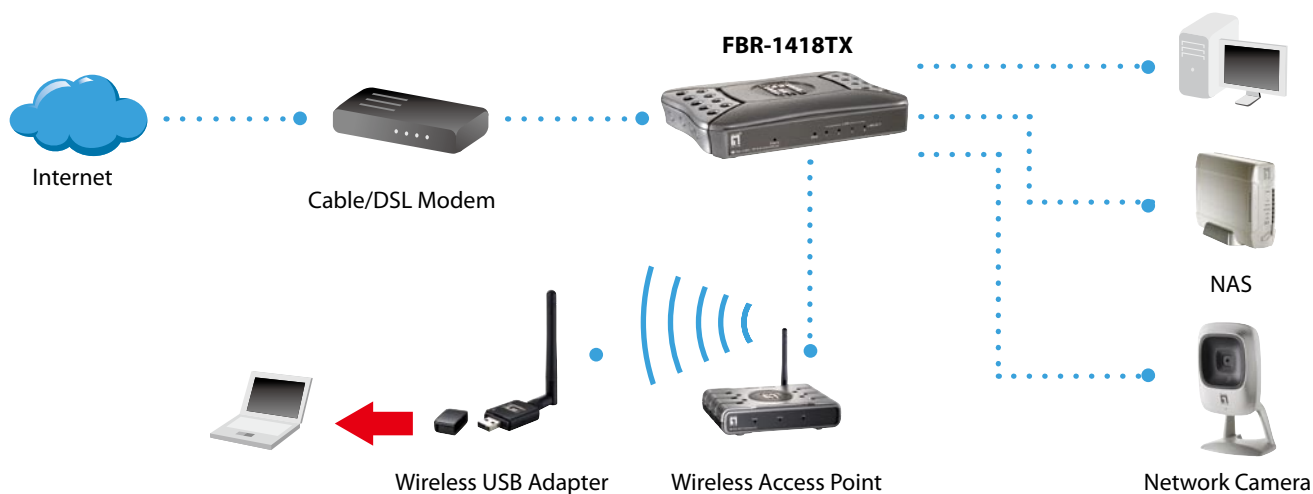 FBR-1418TX
Internet
Cable/DSL Modem
NAS
Wireless USB Adapter
Wireless Access Point
Network Camera